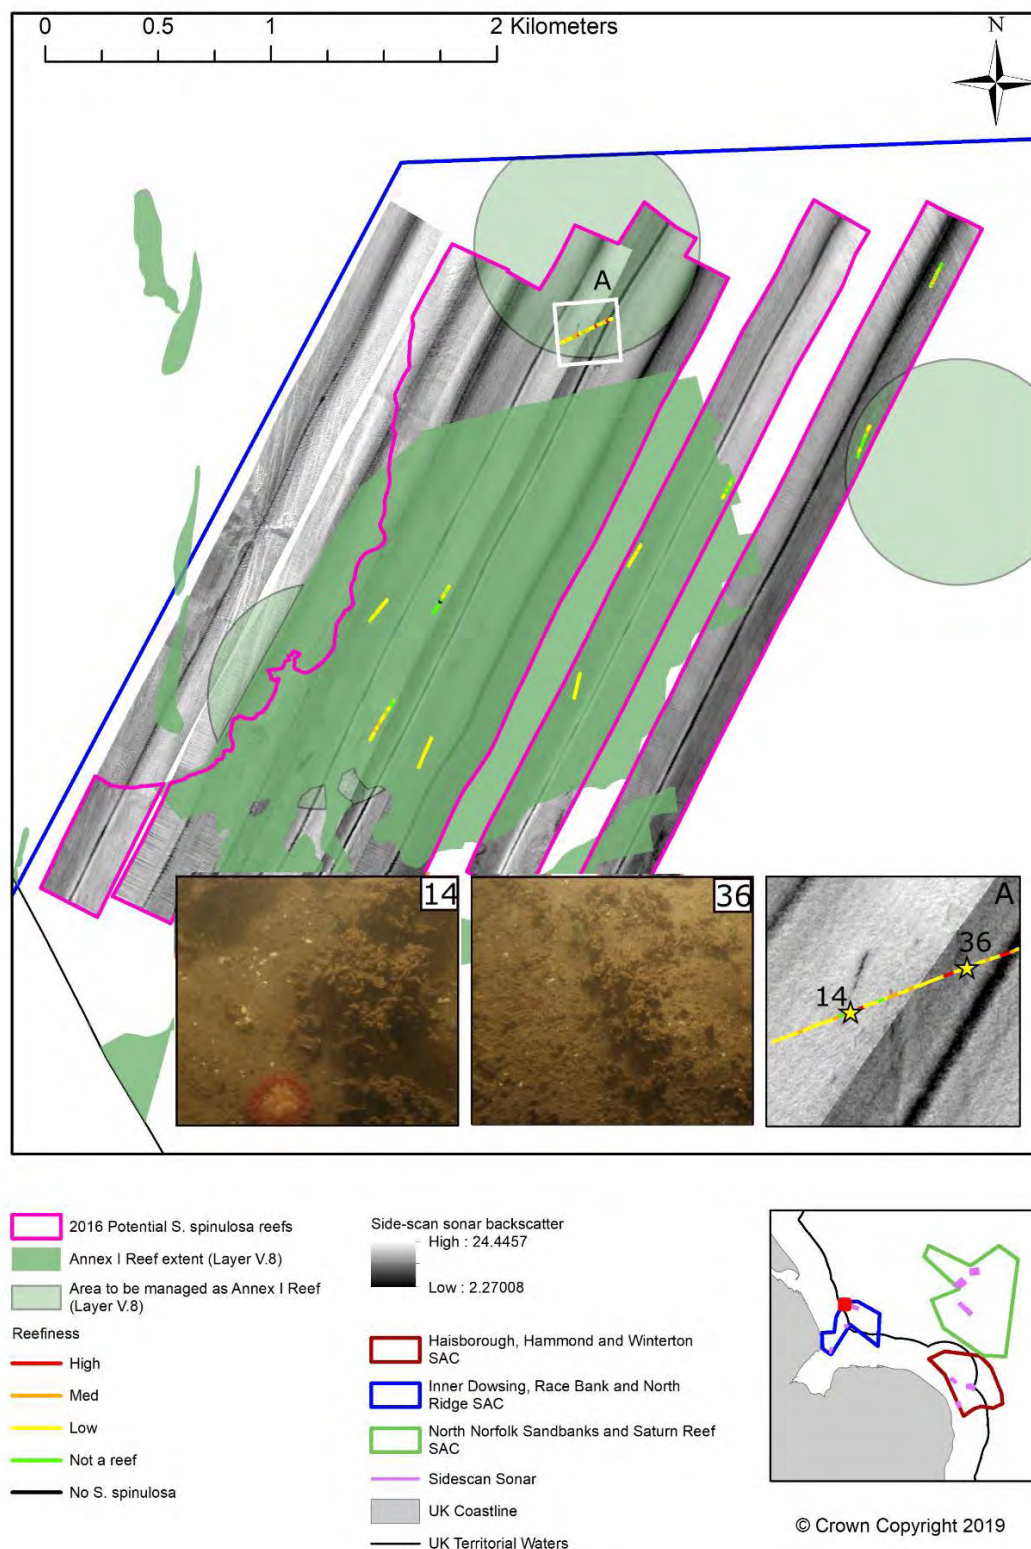 0 0.5 1 2 Kilometers
N
A
14
36
A
36
14
2016 Potential S. spinulosa reefs
Annex I Reef extent (Layer V.8)
Area to be managed as Annex I Reef
(Layer V.8)
Reefiness
High
Med
Low
Not a reef
No S. spinulosa
Side-scan sonar backscatter
High : 24.4457
Low : 2.27008
Haisborough, Hammond and Winterton
SAC
Inner Dowsing, Race Bank and North
Ridge SAC
North Norfolk Sandbanks and Saturn Reef
SAC
Sidescan Sonar
UK Coastline
UK Territorial Waters
© Crown Copyright 2019